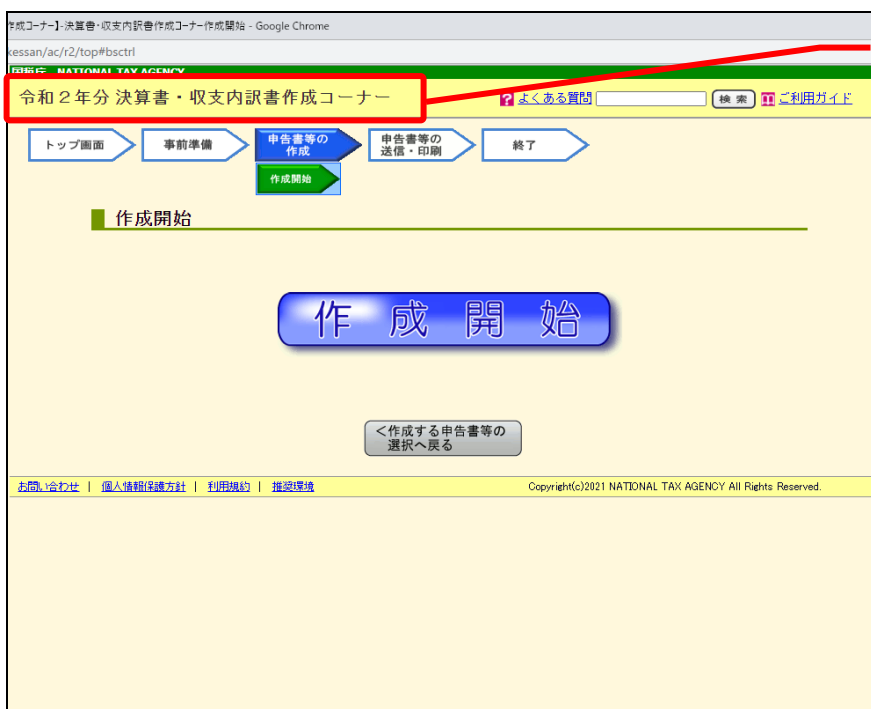 作成コーナー】-決算書・収支内訳書作成コーナー作成開始 - Google Chrome
kessan/ac/r2/top#bsctrl
国税庁 NATIONAL TAX AGENCY
令和2年分 決算書・収支内訳書作成コーナー
? よくある質問 検索 ご利用ガイド
トップ画面
事前準備
申告書等の
作成
申告書等の
送信・印刷
終了
作成開始
作成開始
作成開始
<作成する申告書等の
選択へ戻る
お問い合わせ | 個人情報保護方針 | 利用規約 | 推奨環境
Copyright(c)2021 NATIONAL TAX AGENCY All Rights Reserved.